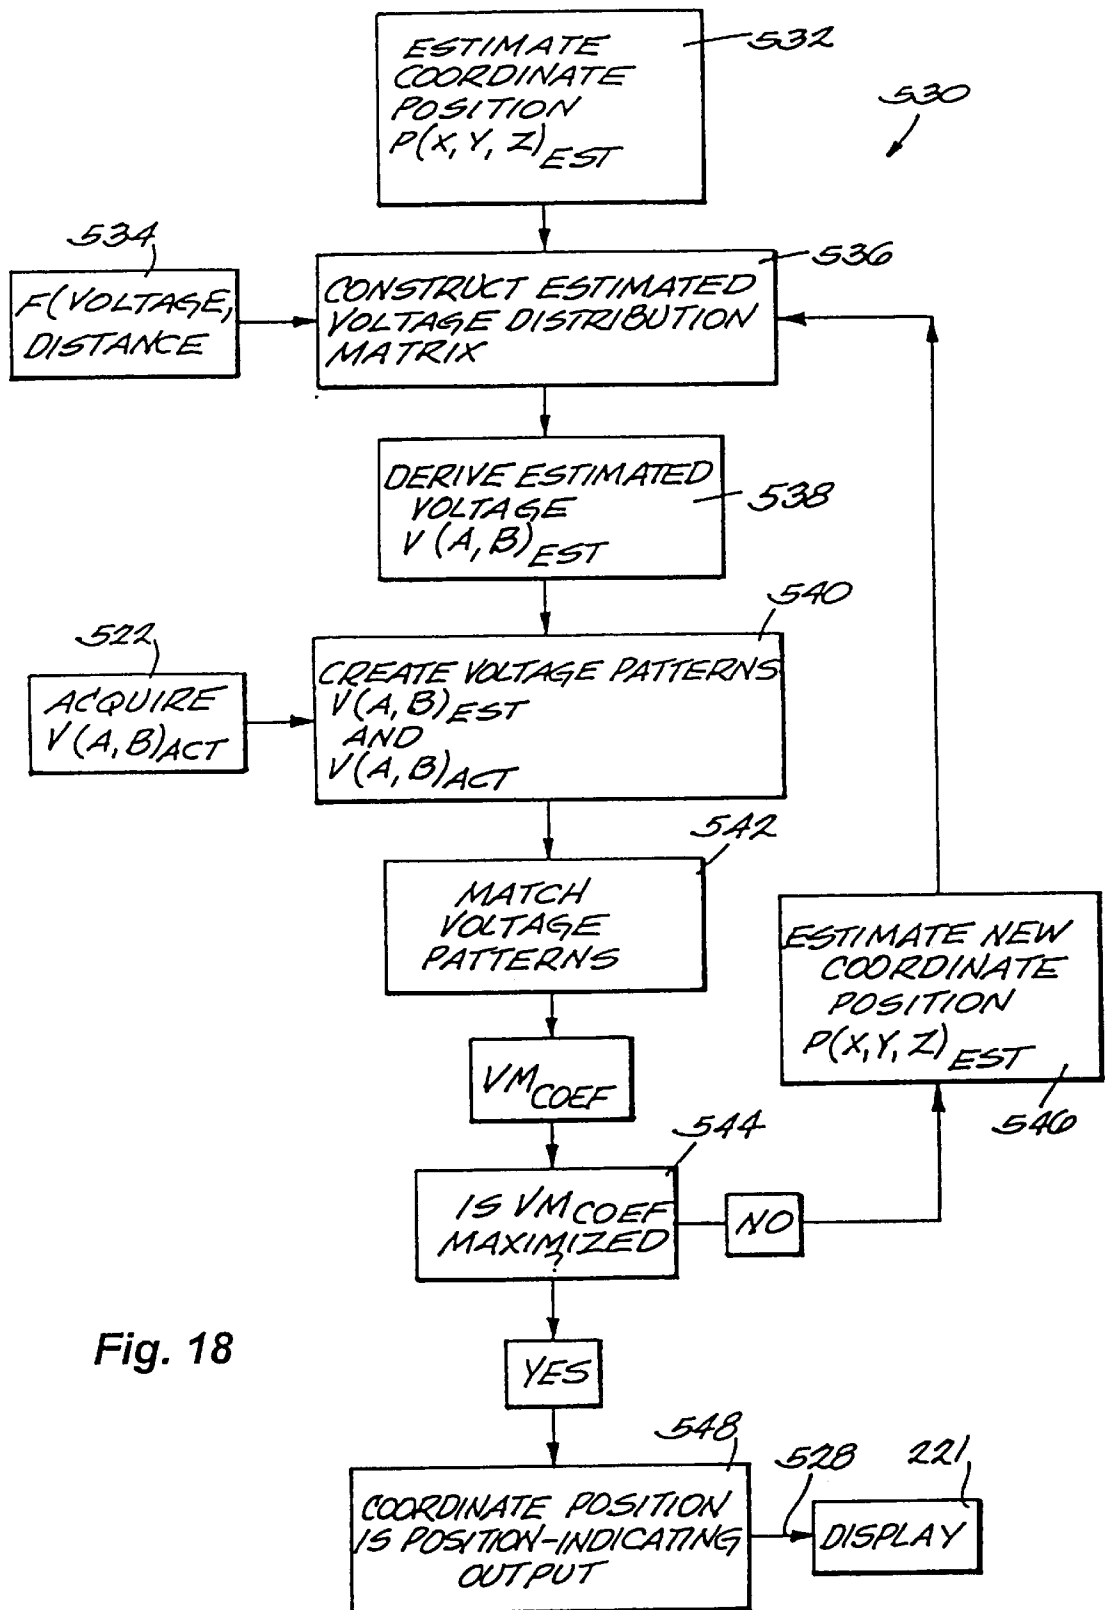 ESTIMATE
COORDINATE
POSITION
P(X, Y, Z)EST
532
530
534
F(VOLTAGE,
DISTANCE
536
CONSTRUCT ESTIMATED
VOLTAGE DISTRIBUTION
MATRIX
DERIVE ESTIMATED
VOLTAGE
V(A, B)EST
538
540
522
ACQUIRE
V(A, B)ACT
CREATE VOLTAGE PATTERNS
V(A, B)EST
AND
V(A, B)ACT
542
MATCH
VOLTAGE
PATTERNS
ESTIMATE NEW
COORDINATE
POSITION
P(X, Y, Z)EST
546
VMCOEF
544
IS VMCOEF
MAXIMIZED
?
NO
Fig. 18
YES
548
528
221
COORDINATE POSITION
IS POSITION-INDICATING
OUTPUT
DISPLAY